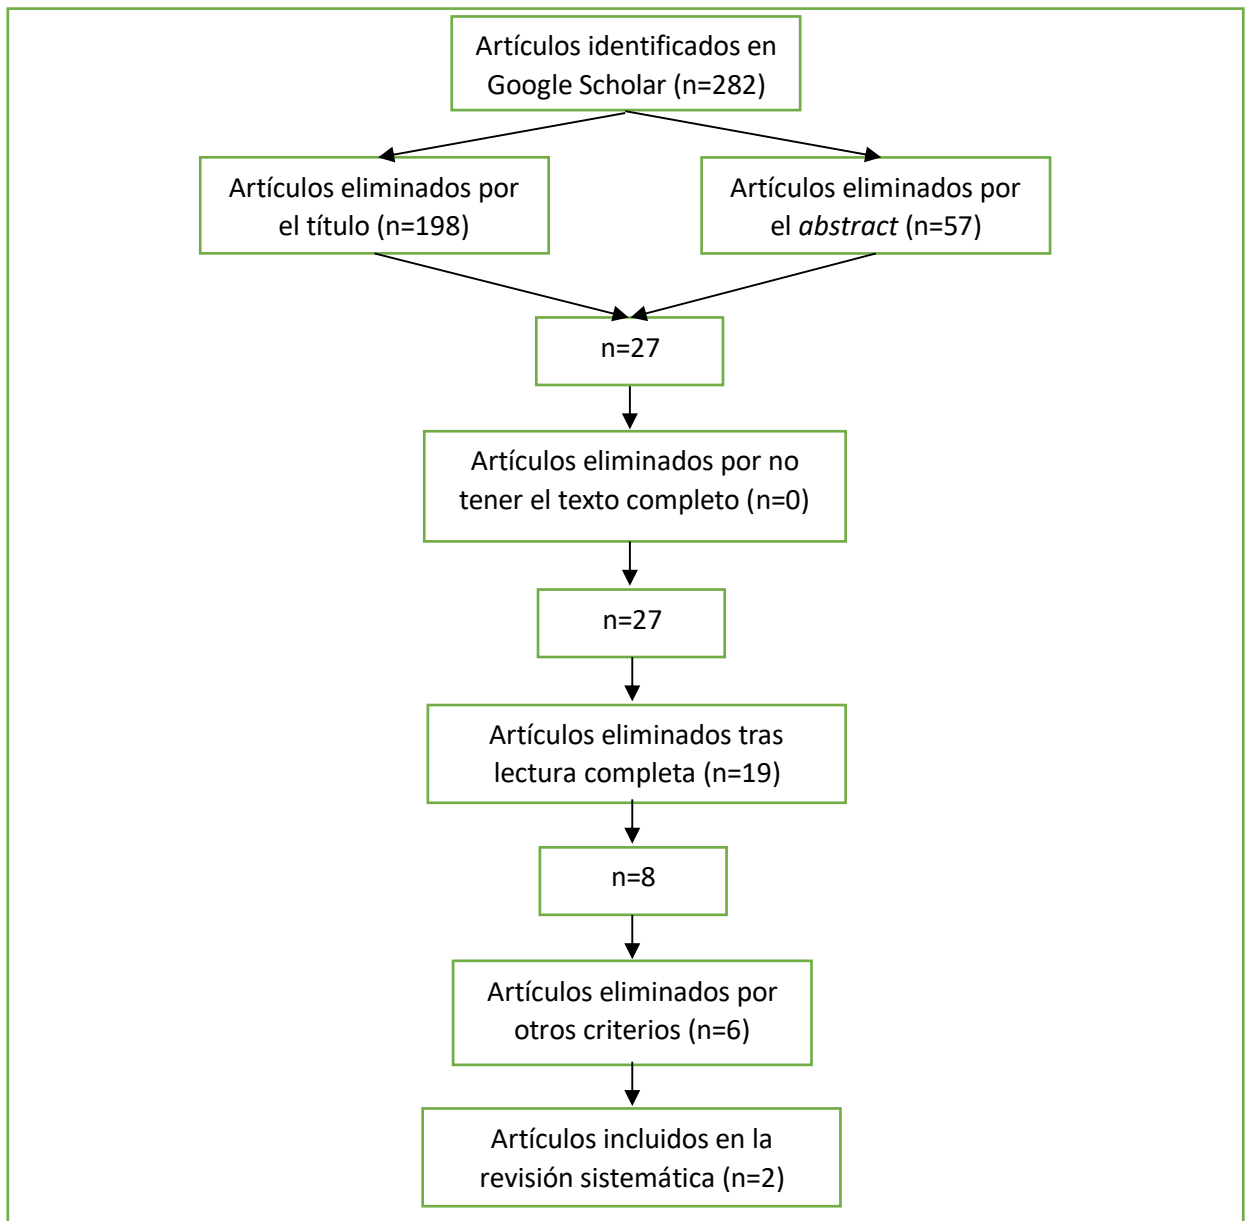 Artículos identificados en
Google Scholar (n=282)
Artículos eliminados por
el título (n=198)
Artículos eliminados por
el abstract (n=57)
n=27
Artículos eliminados por no
tener el texto completo (n=0)
n=27
Artículos eliminados tras
lectura completa (n=19)
n=8
Artículos eliminados por
otros criterios (n=6)
Artículos incluidos en la
revisión sistemática (n=2)